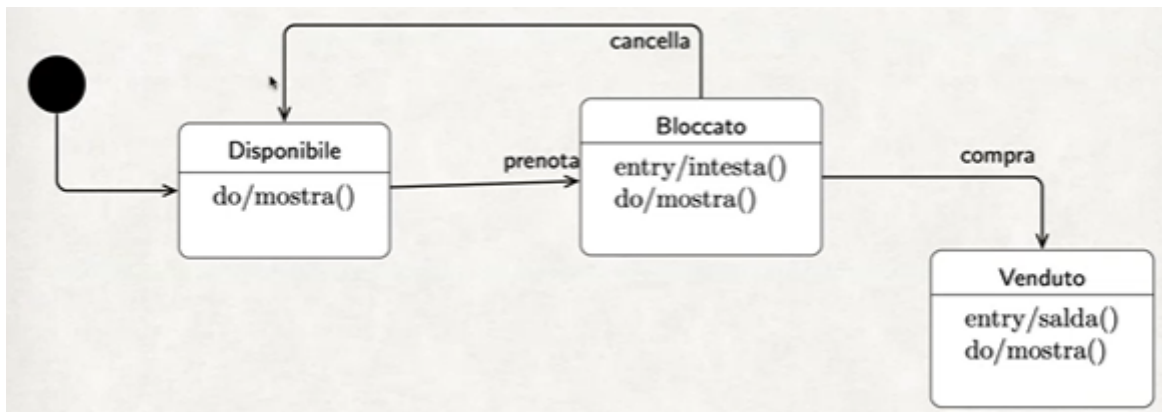 cancella
Disponibile
do/mostra()
prenota
Bloccato
entry/intesta()
do/mostra()
compra
Venduto
entry/salda()
do/mostra()